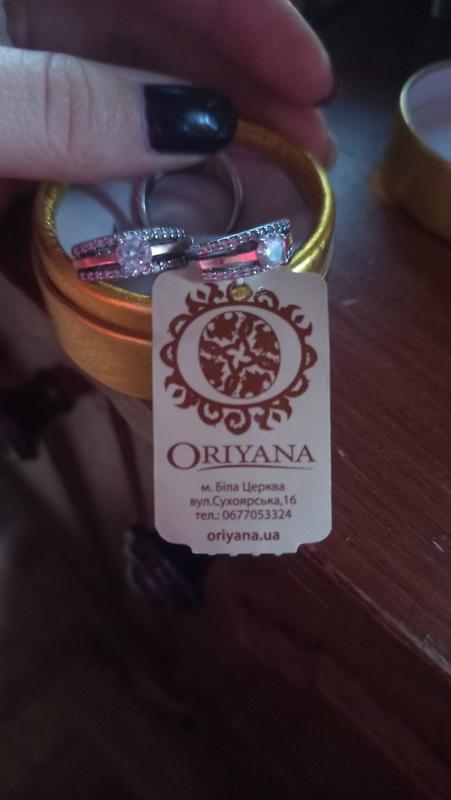 ORIYANA
м. Біла Церква
вул.Сухоярська,16
тел.: 0677053324
oriyana.ua